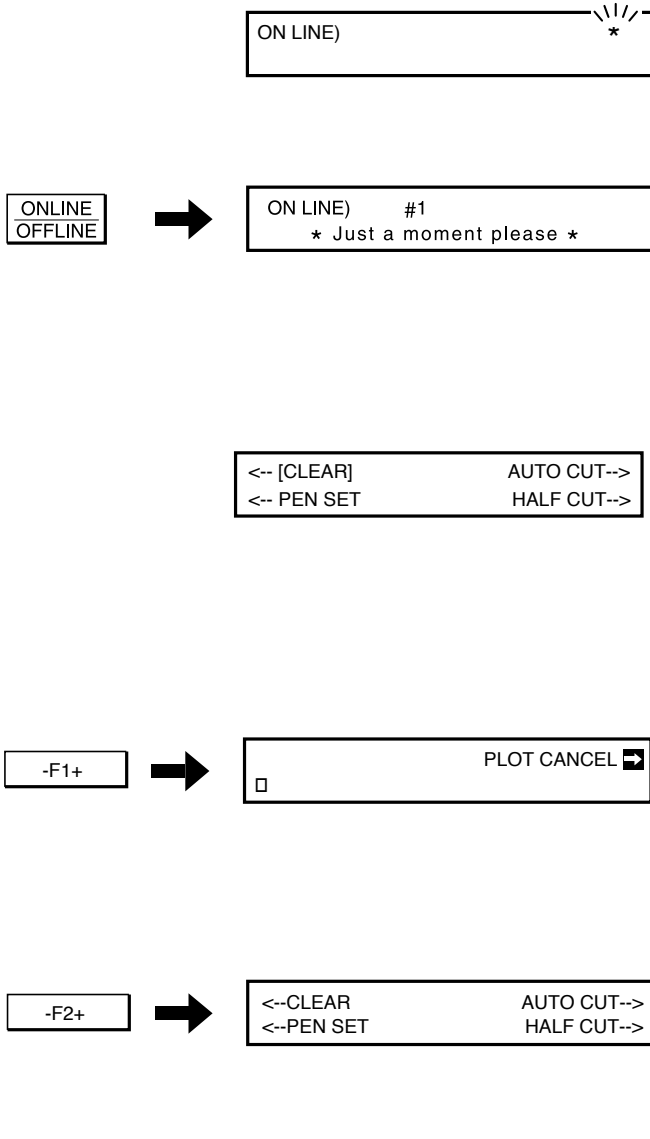 ON LINE) *
ONLINE
OFFLINE
ON LINE) #1
* Just a moment please *
<-- [CLEAR] AUTO CUT-->
<-- PEN SET HALF CUT-->
-F1+
PLOT CANCEL
-F2+
<--CLEAR AUTO CUT-->
<--PEN SET HALF CUT-->